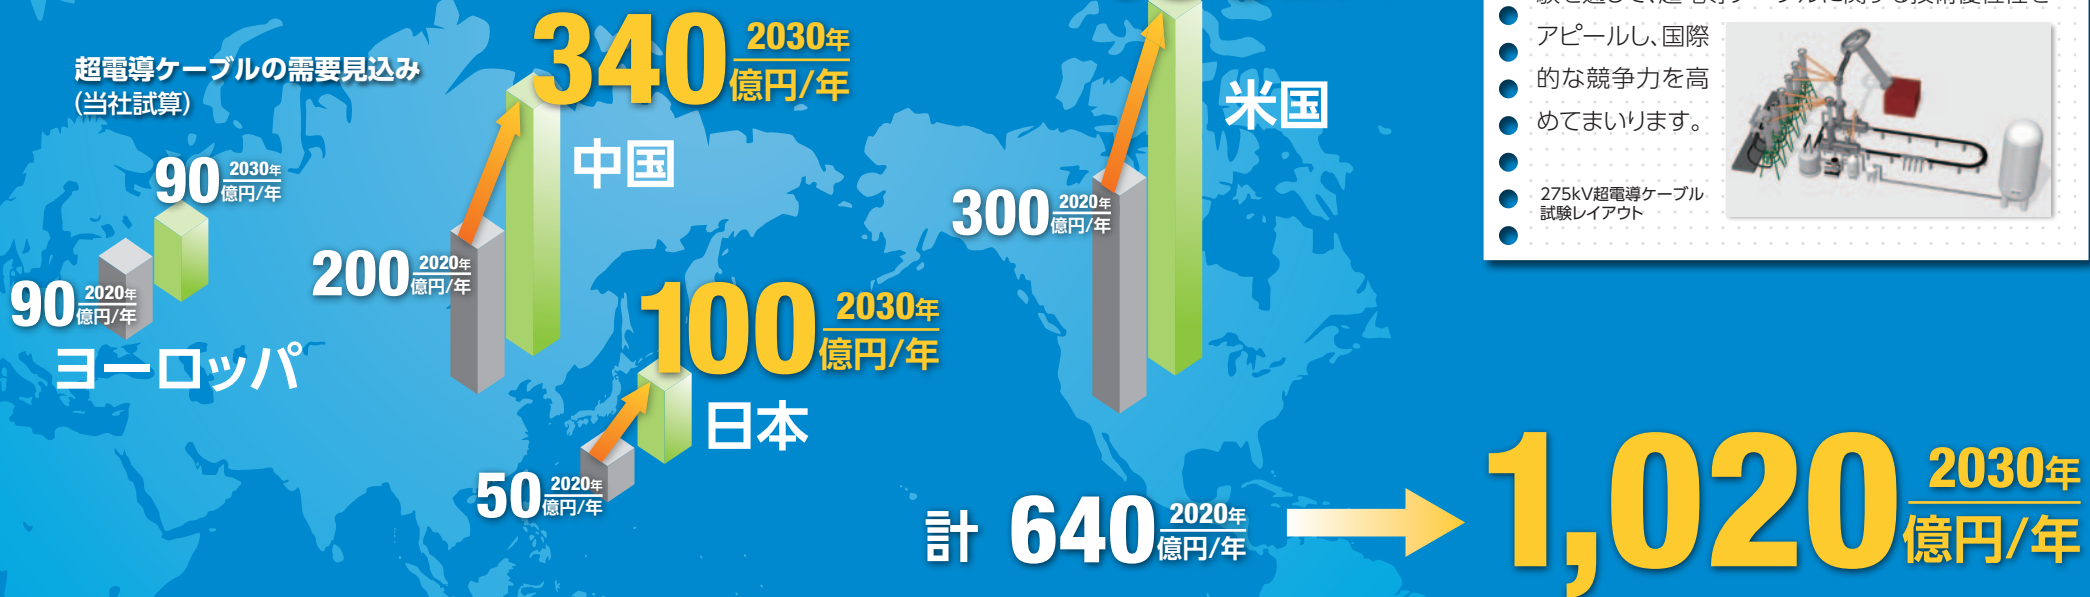 超電導ケーブルの需要見込み
(当社試算)
90 2030年
億円/年
90 2020年
億円/年
ヨーロッパ
340 2030年
億円/年
中国
200 2020年
億円/年
100 2030年
億円/年
日本
50 2020年
億円/年
米国
300 2020年
億円/年
計 640 2020年
億円/年
1,020 2030年
億円/年
アピールし、国際
的な競争力を高
めてまいります。
275kV超電導ケーブル
試験レイアウト